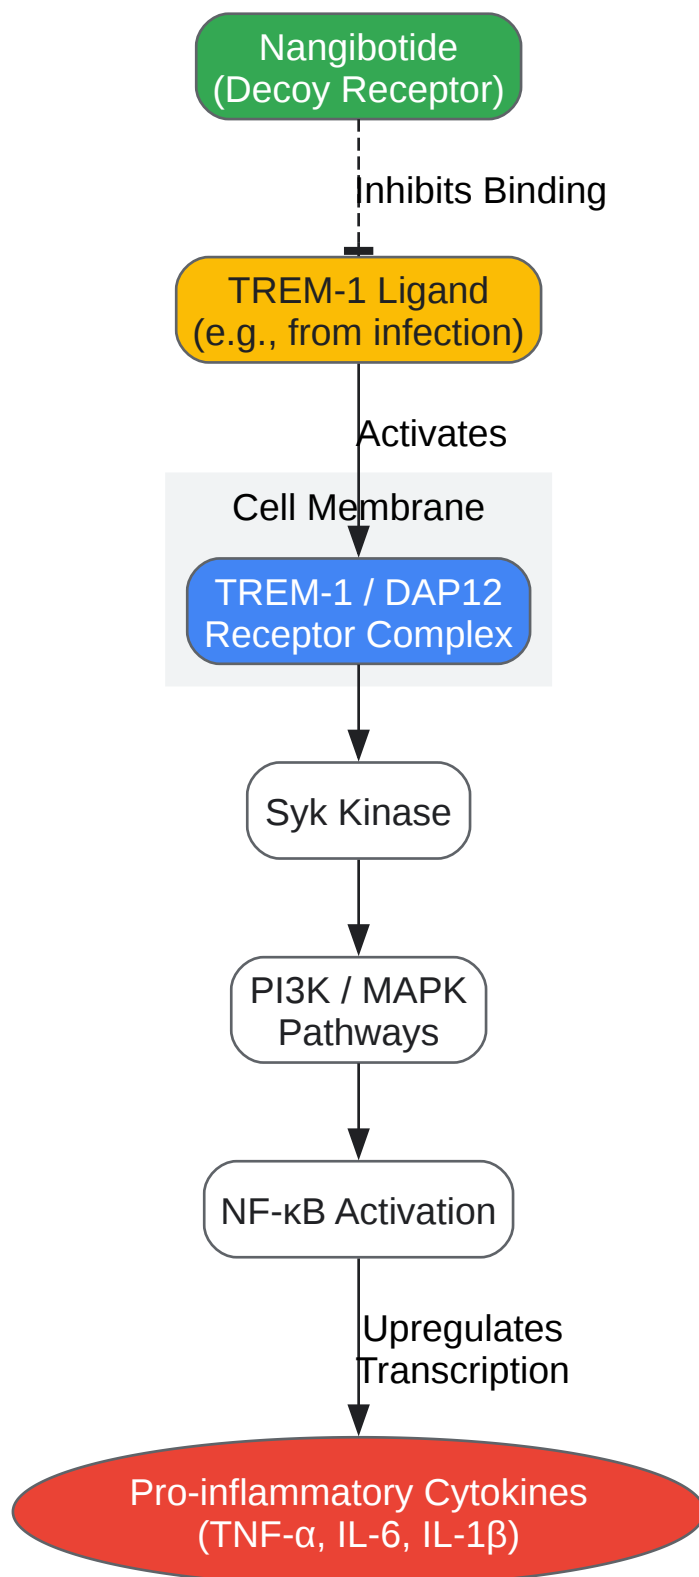 Nangibotide
(Decoy Receptor)
Inhibits Binding
TREM-1 Ligand
(e.g., from infection)
Activates
Cell Membrane
TREM-1 / DAP12
Receptor Complex
Syk Kinase
PI3K / MAPK
Pathways
NF-κB Activation
Upregulates
Transcription
Pro-inflammatory Cytokines
(TNF-α, IL-6, IL-1β)